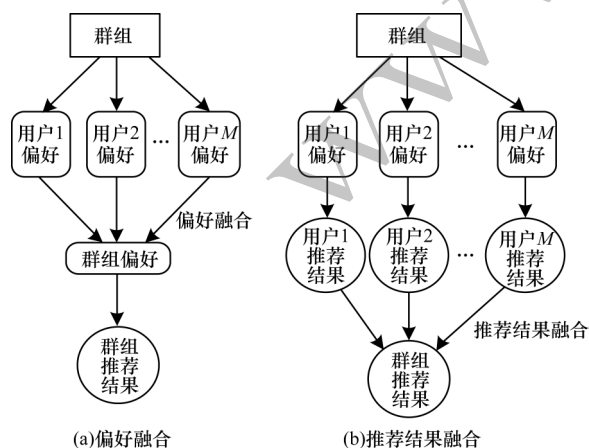 群组
用户1
偏好
用户2
偏好
...
用户M
偏好
偏好融合
群组偏好
群组
推荐
结果
(a)偏好融合
群组
用户1
偏好
用户2
偏好
...
用户M
偏好
用户1
推荐
结果
用户2
推荐
结果
...
用户M
推荐
结果
推荐结果融合
群组
推荐
结果
(b)推荐结果融合
WW